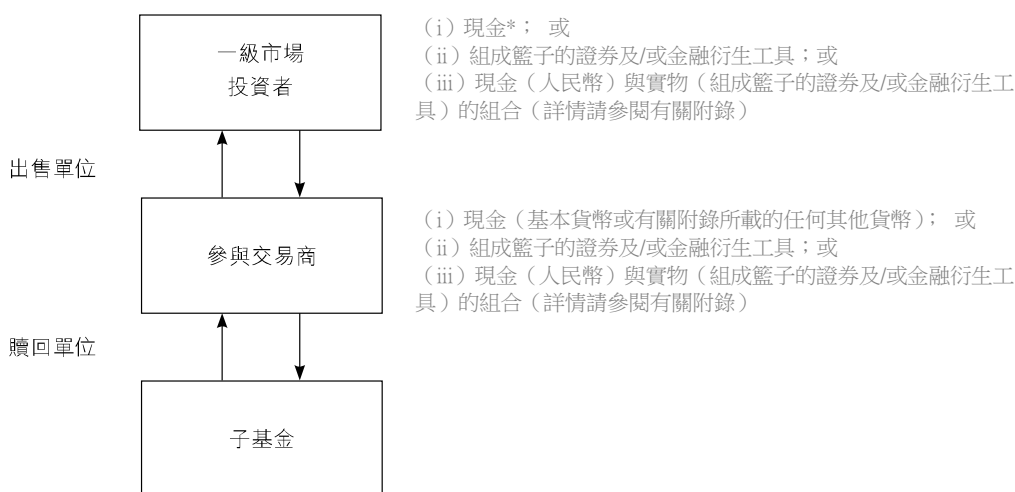 一級市場
投資者
（i）現金*； 或
（ii）組成籃子的證券及/或金融衍生工具；或
（iii）現金（人民幣）與實物（組成籃子的證券及/或金融衍生工
具）的組合（詳情請參閱有關附錄）
出售單位
參與交易商
（i）現金（基本貨幣或有關附錄所載的任何其他貨幣）； 或
（ii）組成籃子的證券及/或金融衍生工具；或
（iii）現金（人民幣）與實物（組成籃子的證券及/或金融衍生工
具）的組合（詳情請參閱有關附錄）
贖回單位
子基金